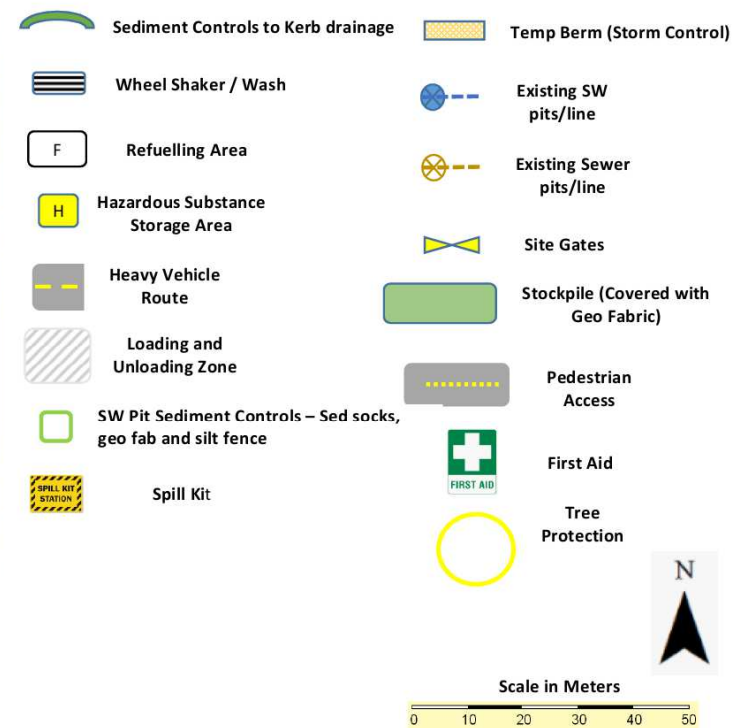 Sediment Controls to Kerb drainage
Wheel Shaker / Wash
F
Refuelling Area
H
Hazardous Substance
Storage Area
Heavy Vehicle
Route
Loading and
Unloading Zone
SW Pit Sediment Controls – Sed socks,
geo fab and silt fence
SPILL KIT
STATION
Spill Kit
Temp Berm (Storm Control)
Existing SW
pits/line
Existing Sewer
pits/line
Site Gates
Stockpile (Covered with
Geo Fabric)
Pedestrian
Access
FIRST AID
First Aid
Tree
Protection
N
Scale in Meters
0 10 20 30 40 50